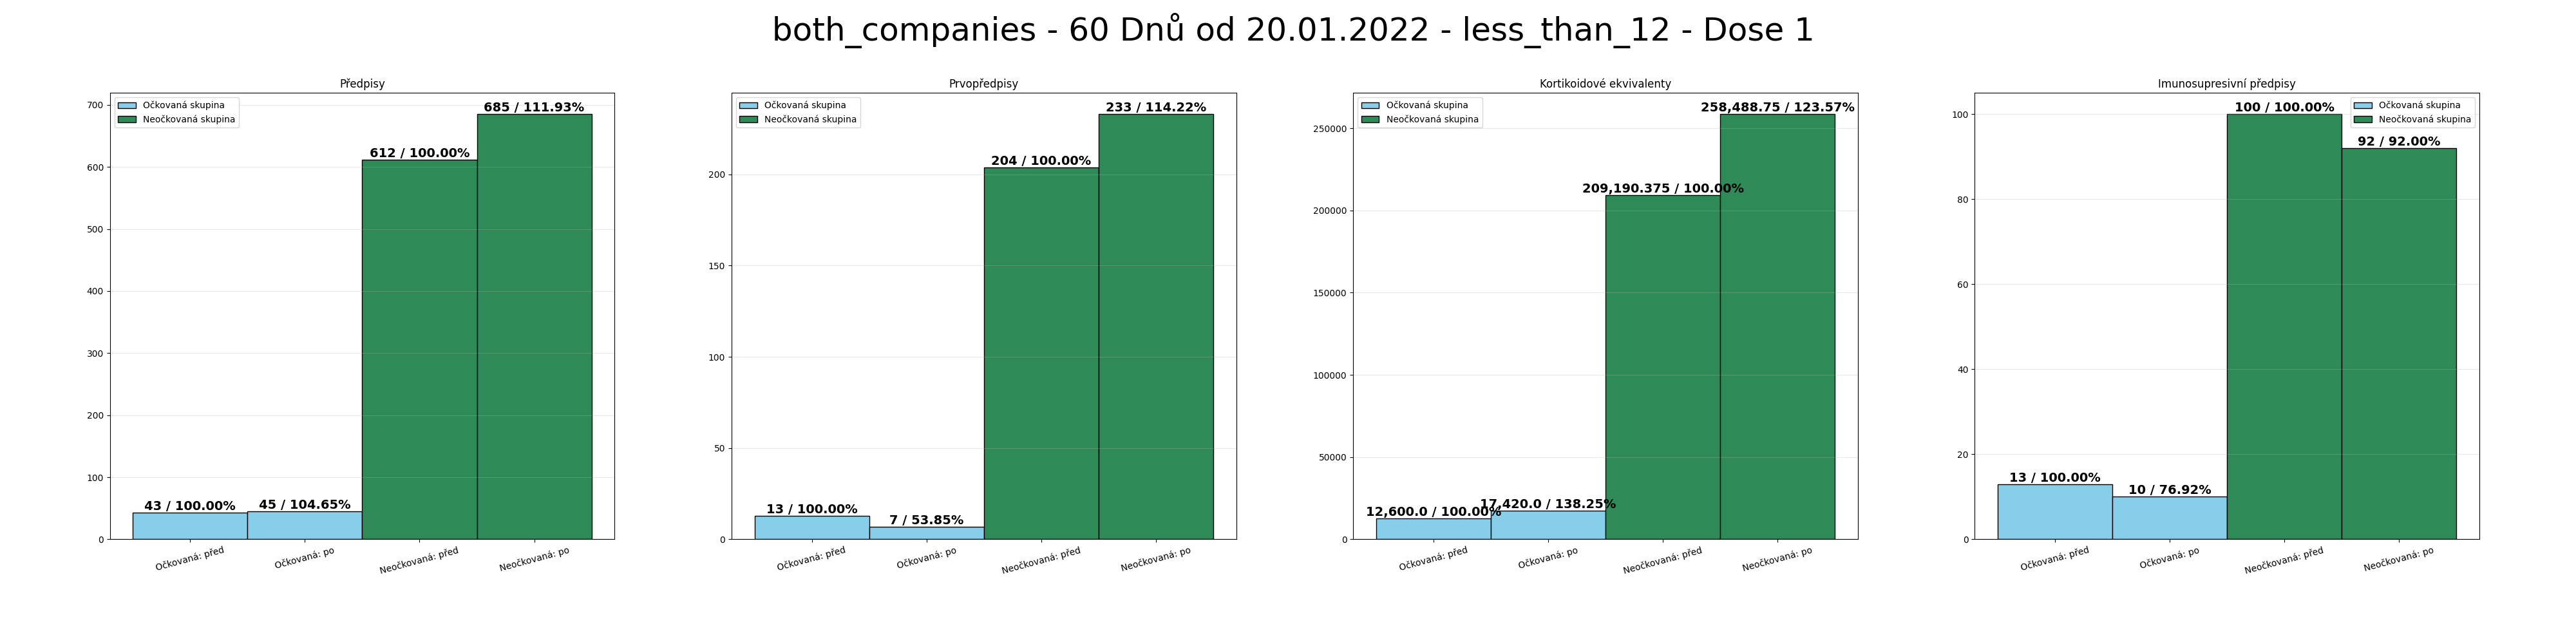 both_companies - 60 Dnů od 20.01.2022 - less_than_12 - Dose 1
Předpisy
Očkovaná skupina
Neočkovaná skupina
700
600
500
400
300
200
100
0
43 / 100.00%
45 / 104.65%
612 / 100.00%
685 / 111.93%
Očkovaná: před
Očkovaná: po
Neočkovaná: před
Neočkovaná: po
Prvopředpisy
Očkovaná skupina
Neočkovaná skupina
200
150
100
50
0
13 / 100.00%
7 / 53.85%
204 / 100.00%
233 / 114.22%
Očkovaná: před
Očkovaná: po
Neočkovaná: před
Neočkovaná: po
Kortikoidové ekvivalenty
Očkovaná skupina
Neočkovaná skupina
250000
200000
150000
100000
50000
0
12,600.0 / 100.00%
17,420.0 / 138.25%
209,190.375 / 100.00%
258,488.75 / 123.57%
Očkovaná: před
Očkovaná: po
Neočkovaná: před
Neočkovaná: po
Imunosupresivní předpisy
Očkovaná skupina
Neočkovaná skupina
100
80
60
40
20
0
13 / 100.00%
10 / 76.92%
100 / 100.00%
92 / 92.00%
Očkovaná: před
Očkovaná: po
Neočkovaná: před
Neočkovaná: po